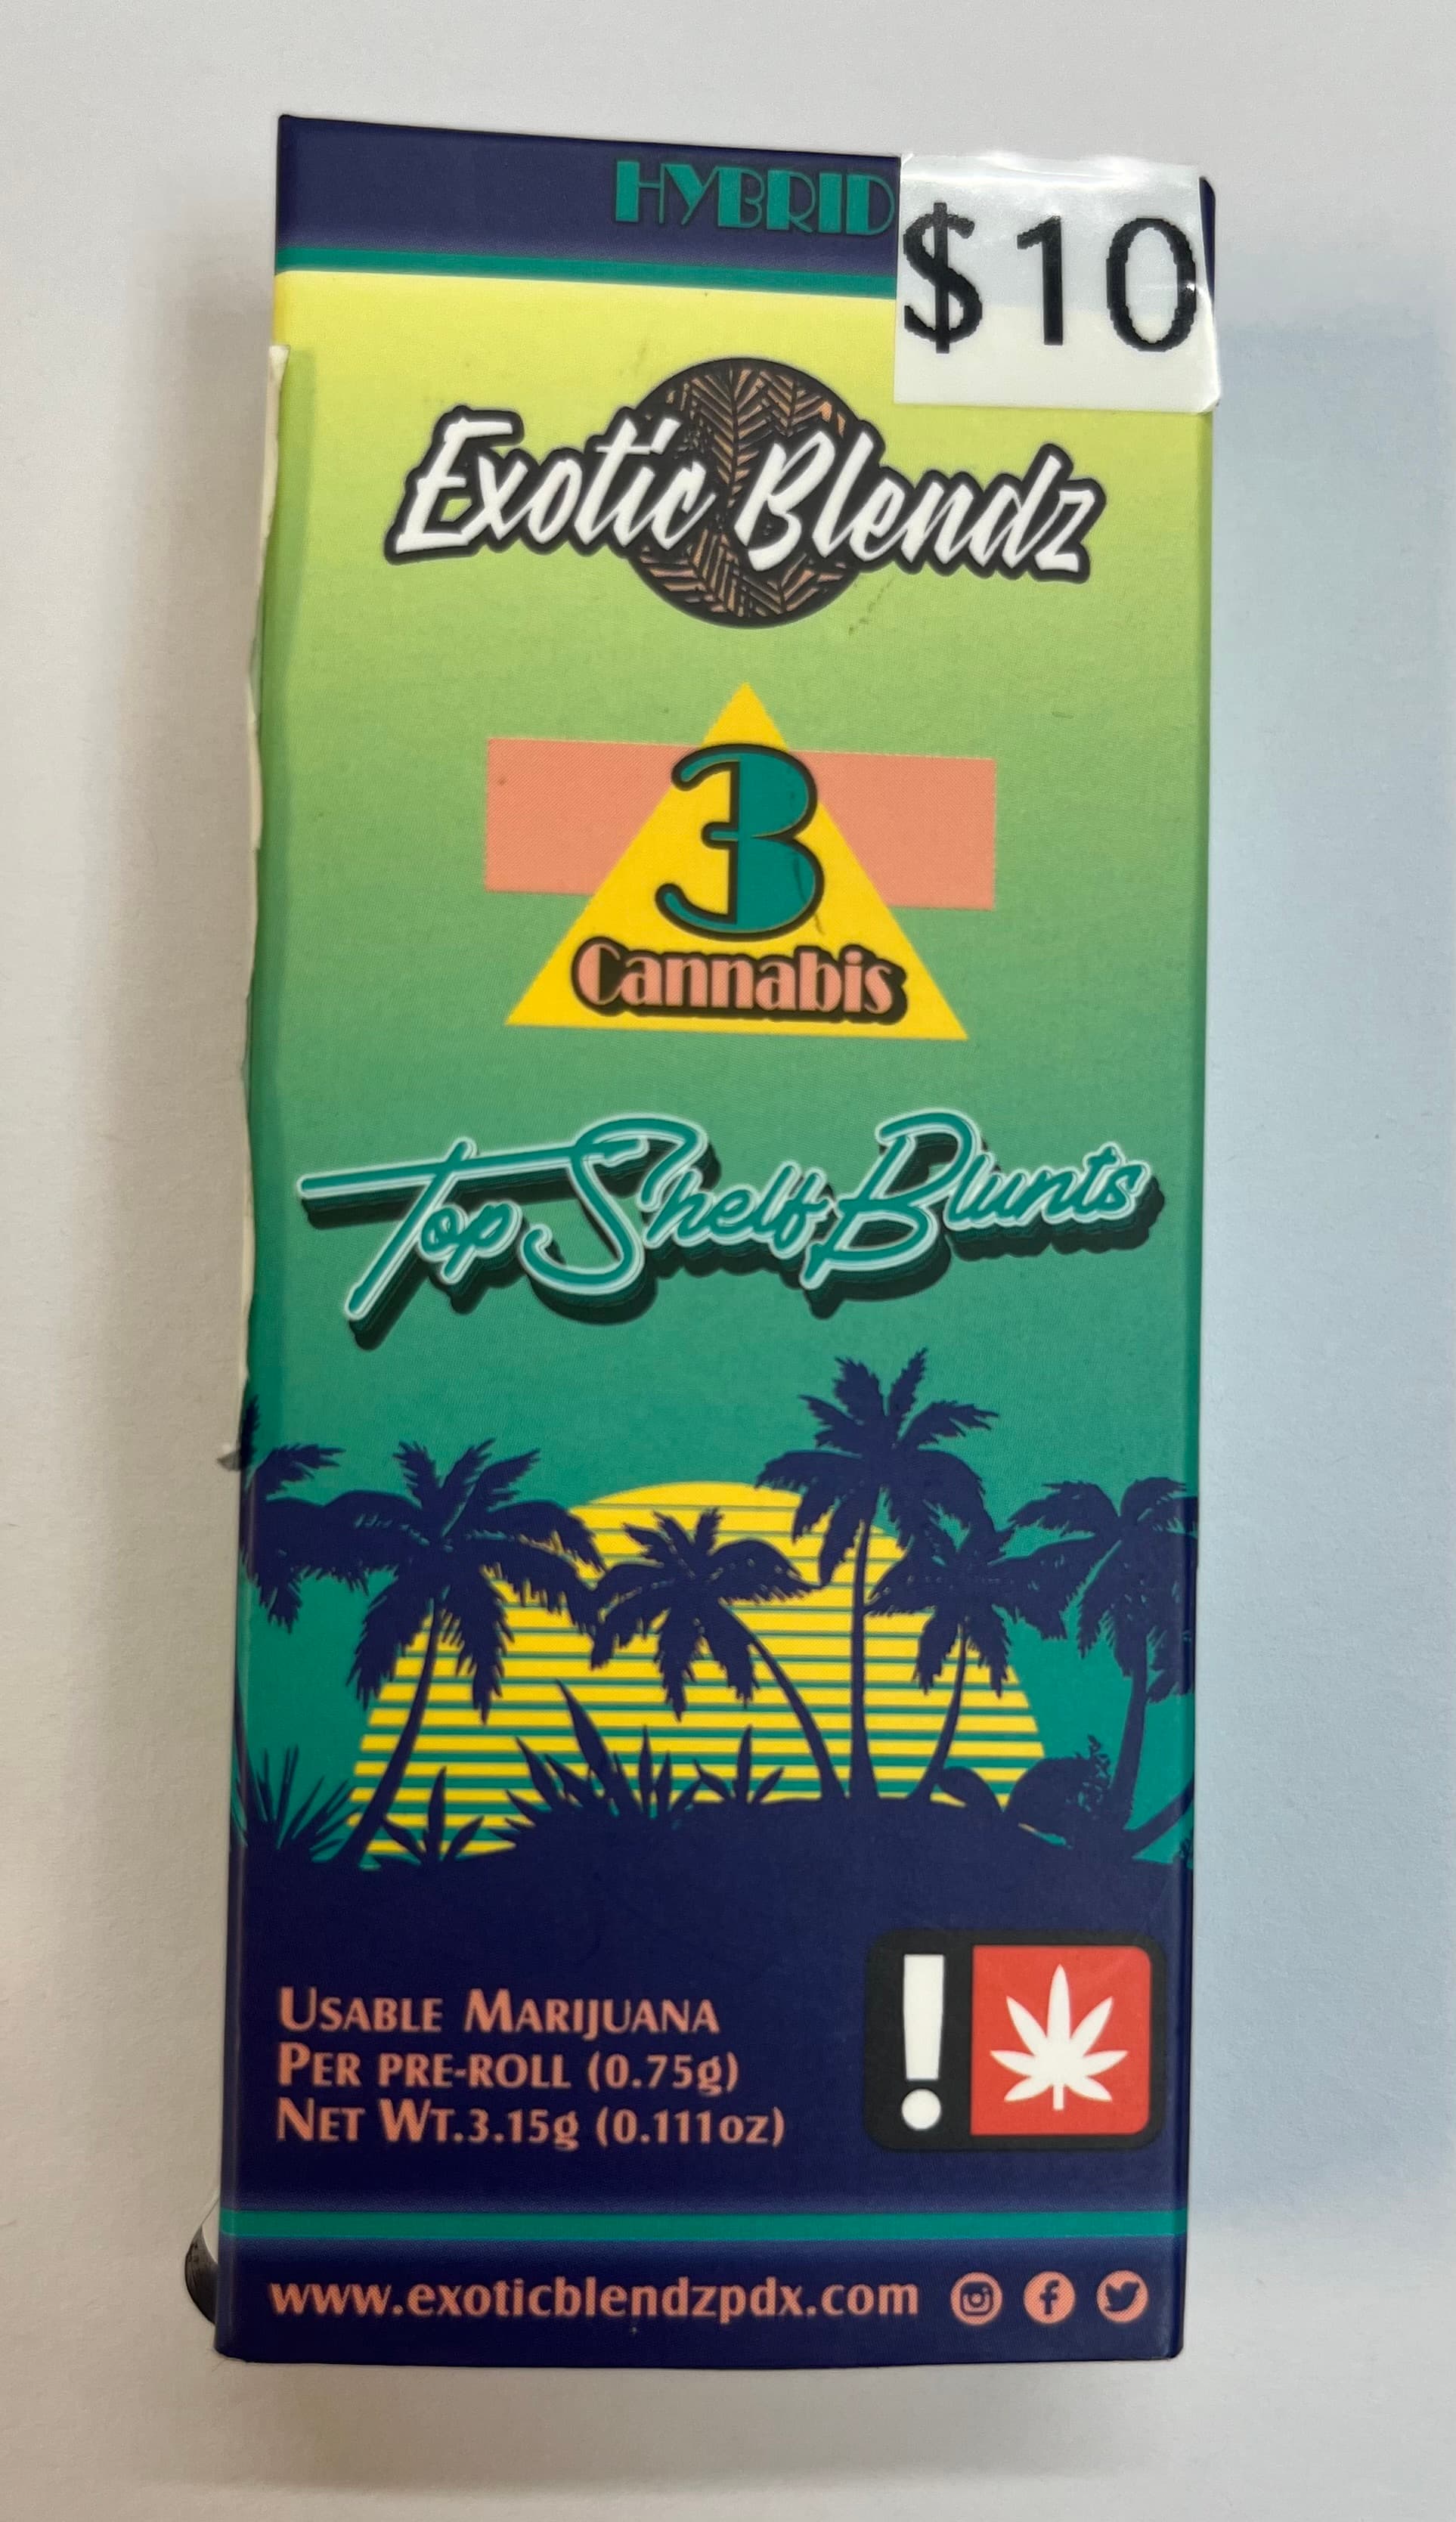 HYBRID
$10
Exotic Blendz
3
Cannabis
Top Shelf Blunts
USABLE MARIJUANA
PER PRE-ROLL (0.75g)
NET WT.3.15g (0.111oz)
!
www.exoticblendzpdx.com